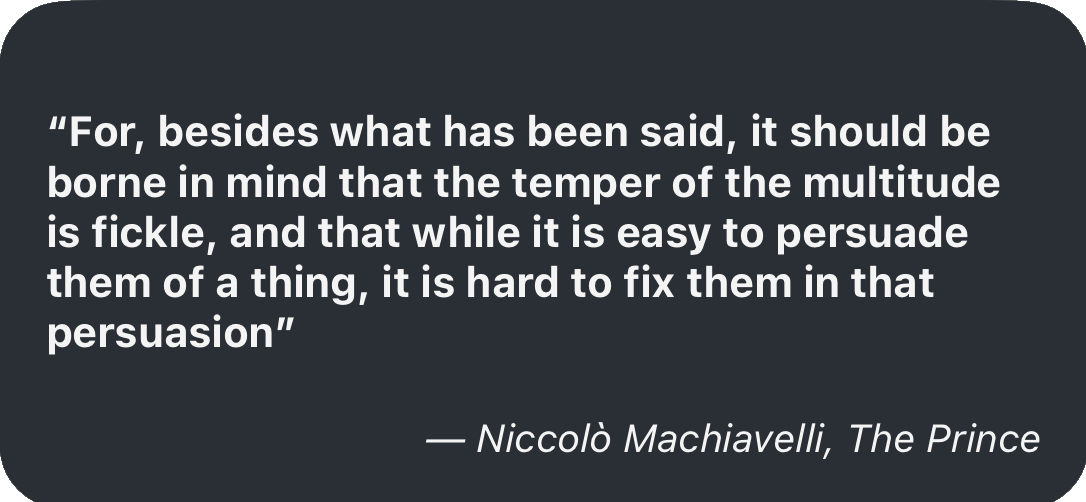 “For, besides what has been said, it should be
borne in mind that the temper of the multitude
is fickle, and that while it is easy to persuade
them of a thing, it is hard to fix them in that
persuasion”
— Niccolò Machiavelli, The Prince